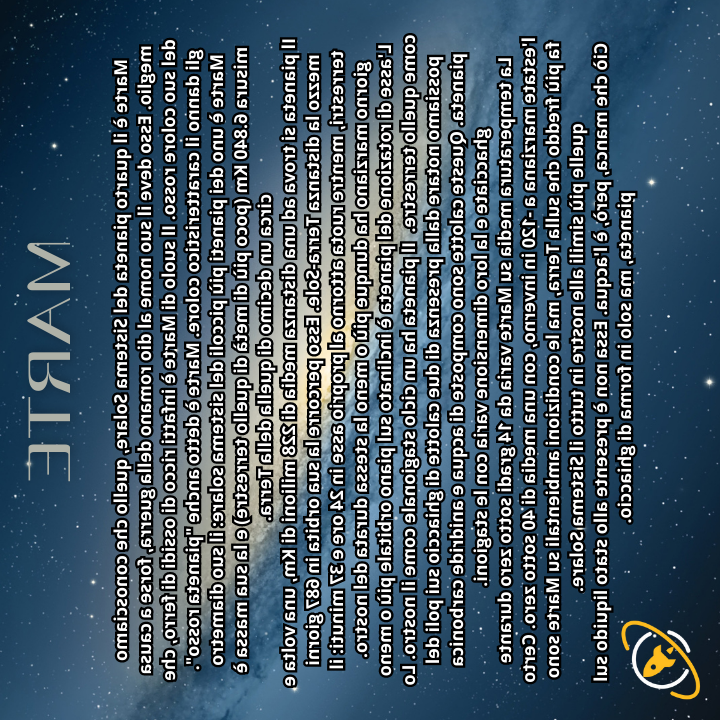 MARTE
Marte è il quarto pianeta del Sistema Solare, quello che conosciamo
meglio. Esso deve il suo nome al dio romano della guerra, forse a causa
del suo colore rosso. Il suolo di Marte è infatti ricco di ossidi di ferro, che
gli danno il caratteristico colore. Marte è detto anche "pianeta rosso".
Marte è uno dei pianeti più piccoli del sistema solare: il suo diametro
misura 6.840 Km (poco più di metà di quello terrestre) e la sua massa è
cica un decimo di quella della Terra.
Il pianeta si trova ad una distanza media di 228 milioni di Km, una volta e
mezzo la distanza Terra-Sole. Esso percorre la sua orbita in 687 giorni
terrestri, mentre ruota attorno al proprio asse in 24 ore e 37 minuti: il
giorno marziano ha dunque più o meno la stessa durata del nostro.
L'asse di rotazione del pianeta è inclinato sul piano orbitale più o meno
come quello terrestre. Il pianeta ha un ciclo stagionale come il nostro. Lo
possiamo notare dalla presenza di due calotte di ghiaccio sui poli del
pianeta. Queste calotte sono composte di acqua e anidride carbonica
ghiacciate e la loro dimensione varia con le stagioni.
La temperatura media su Marte varia da 14 gradi sotto zero durante
l'estate marziana a -120 in inverno, con una media di 40 sotto zero. Certo
fa più freddo che sulla Terra, ma le condizioni ambientali su Marte sono
quelle più simili alle nostre in tutto il Sistema Solare.
Ciò che manca, però, è l'acqua. Essa non è presente allo stato liquido sul
pianeta, ma solo in forma di ghiaccio.